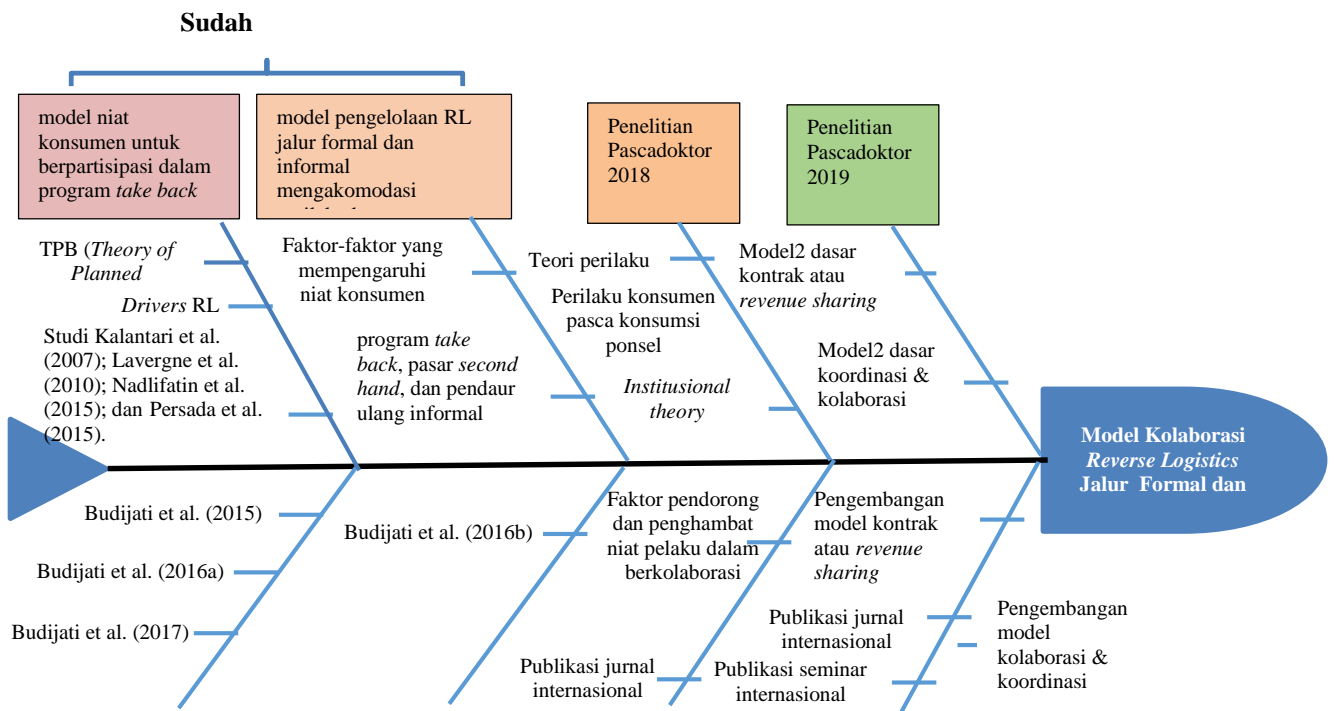 Sudah
model niat
konsumen untuk
berpartisipasi dalam
program take back
model pengelolaan RL
jalur formal dan
informal
mengakomodasi
Penelitian
Pascadoktor
2018
Penelitian
Pascadoktor
2019
TPB (Theory of
Planned
Drivers RL
Studi Kalantari et al.
(2007); Lavergne et al.
(2010); Nadlifatin et al.
(2015); dan Persada et al.
(2015).
Faktor-faktor yang
mempengaruhi
niat konsumen
program take
back, pasar second
hand, dan pendaur
ulang informal
Teori perilaku
Perilaku konsumen
pasca konsumsi
ponsel
Institusional
theory
Model2 dasar
kontrak atau
revenue sharing
Model2 dasar
koordinasi &
kolaborasi
Model Kolaborasi
Reverse Logistics
Jalur Formal dan
Budijati et al. (2015)
Budijati et al. (2016a)
Budijati et al. (2017)
Budijati et al. (2016b)
Faktor pendorong
dan penghambat
niat pelaku dalam
berkolaborasi
Publikasi jurnal
internasional
Pengembangan
model kontrak
atau revenue
sharing
Publikasi jurnal
internasional
Publikasi seminar
internasional
Pengembangan
model
kolaborasi &
koordinasi